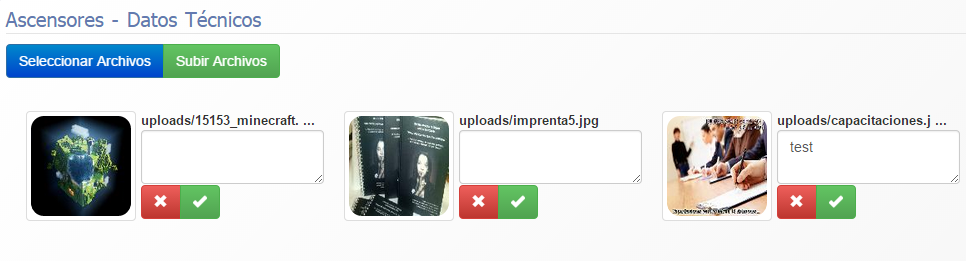 Ascensores - Datos Técnicos
Seleccionar Archivos
Subir Archivos
uploads/15153_minecraft. ...
uploads/imprenta5.jpg
uploads/capacitaciones.j ...
test